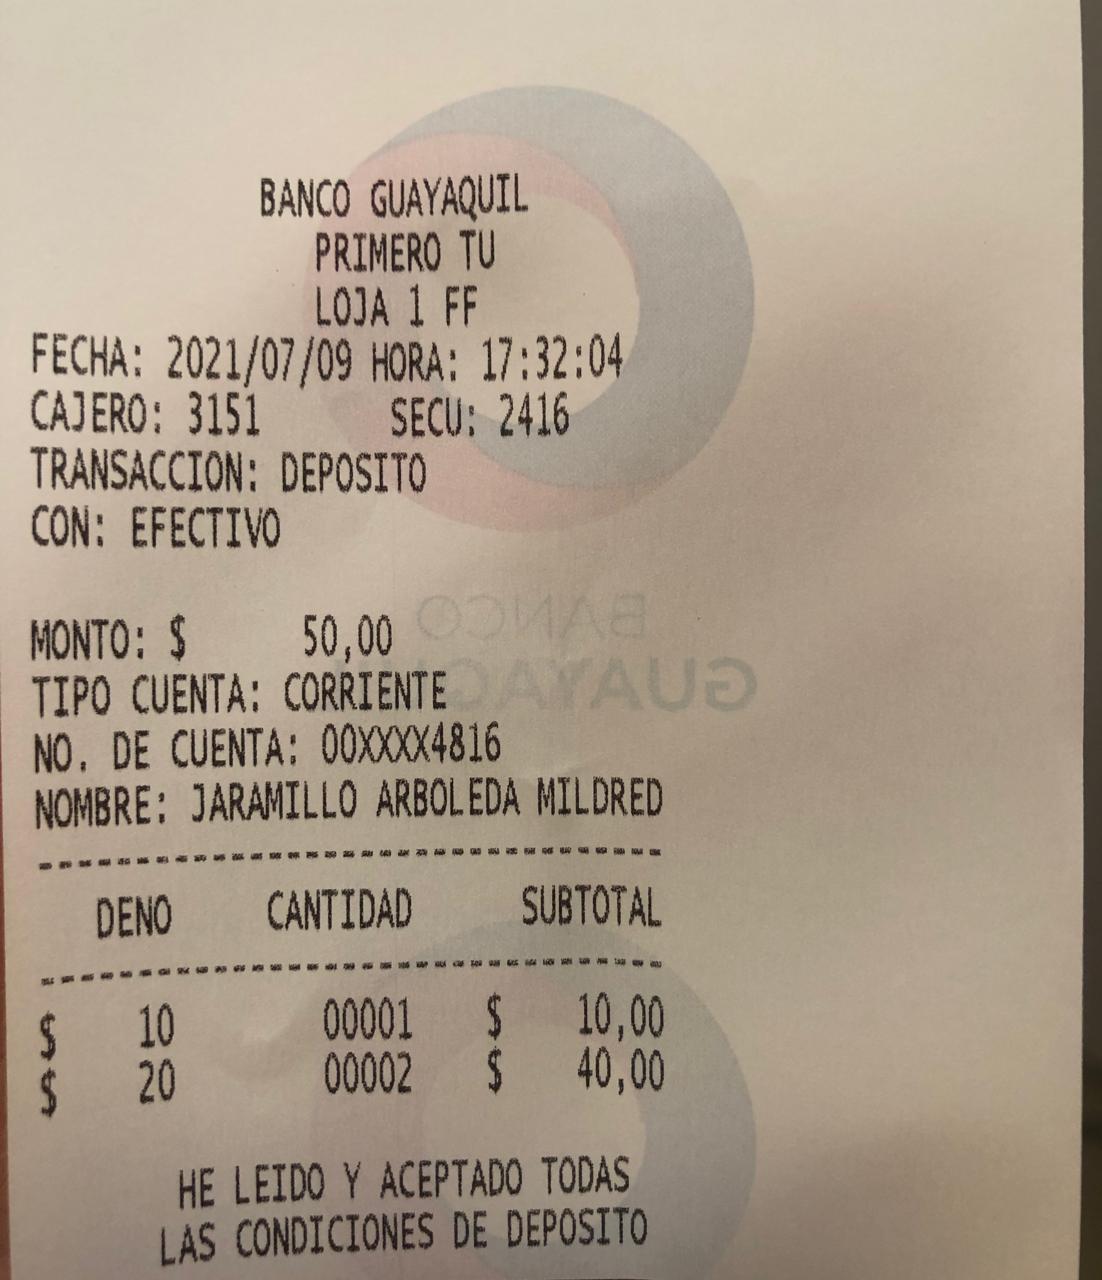 BANCO GUAYAQUIL
PRIMERO TU
LOJA 1 FF
FECHA: 2021/07/09 HORA: 17:32:04
CAJERO: 3151 SECU: 2416
TRANSACCION: DEPOSITO
CON: EFECTIVO
BANCO
MONTO: $ 50,00
GUAYAQUIL
TIPO CUENTA: CORRIENTE
NO. DE CUENTA: 00XXXX4816
NOMBRE: JARAMILLO ARBOLEDA MILDRED
DENO CANTIDAD SUBTOTAL
$ 10 00001 $ 10,00
$ 20 00002 $ 40,00
HE LEIDO Y ACEPTADO TODAS
LAS CONDICIONES DE DEPOSITO